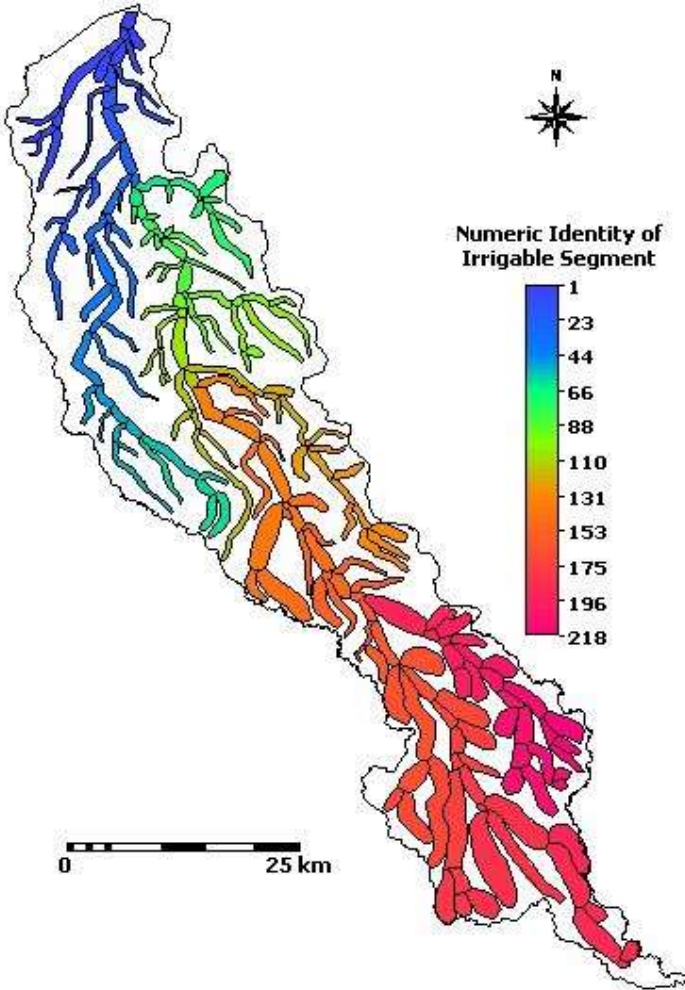 N
Numeric Identity of
Irrigable Segment
1
23
44
66
88
110
131
153
175
196
218
0 25 km